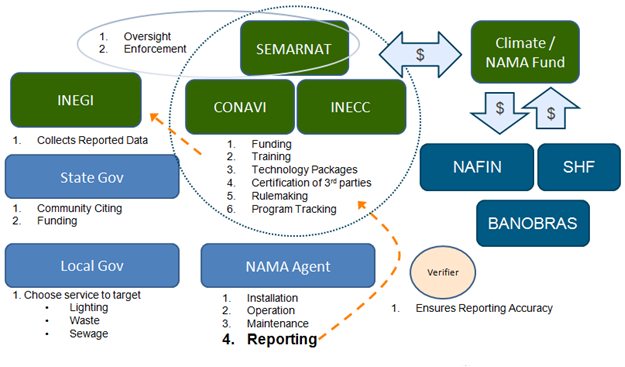 1. Oversight
2. Enforcement
SEMARNAT
$
Climate /
NAMA Fund
INEGI
CONAVI
INECC
$
$
1. Collects Reported Data
1. Funding
2. Training
3. Technology Packages
4. Certification of 3rd parties
5. Rulemaking
6. Program Tracking
NAFIN
SHF
BANOBRAS
State Gov
1. Community Citing
2. Funding
Local Gov
NAMA Agent
Verifier
1. Choose service to target
• Lighting
• Waste
• Sewage
1. Installation
2. Operation
3. Maintenance
4. Reporting
1. Ensures Reporting Accuracy